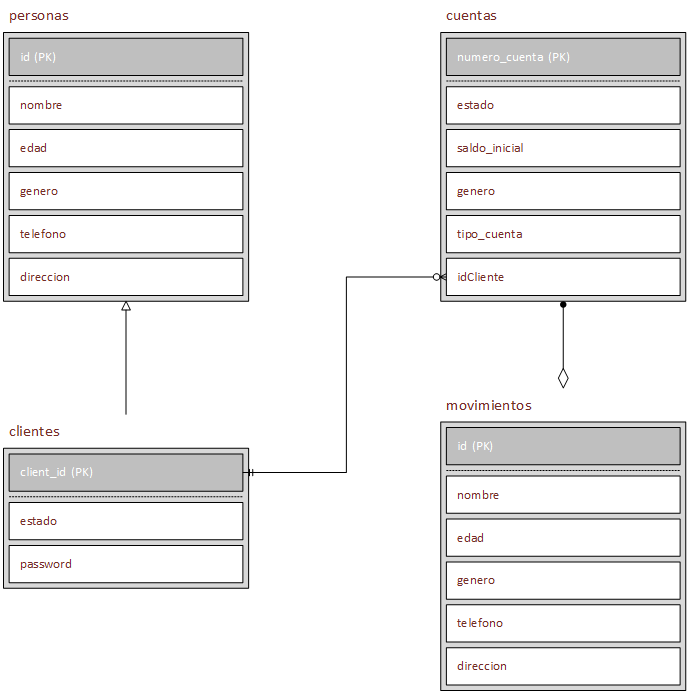 personas
id (PK)
nombre
edad
genero
telefono
direccion
cuentas
numero_cuenta (PK)
estado
saldo_inicial
genero
tipo_cuenta
idCliente
clientes
client_id (PK)
estado
password
movimientos
id (PK)
nombre
edad
genero
telefono
direccion